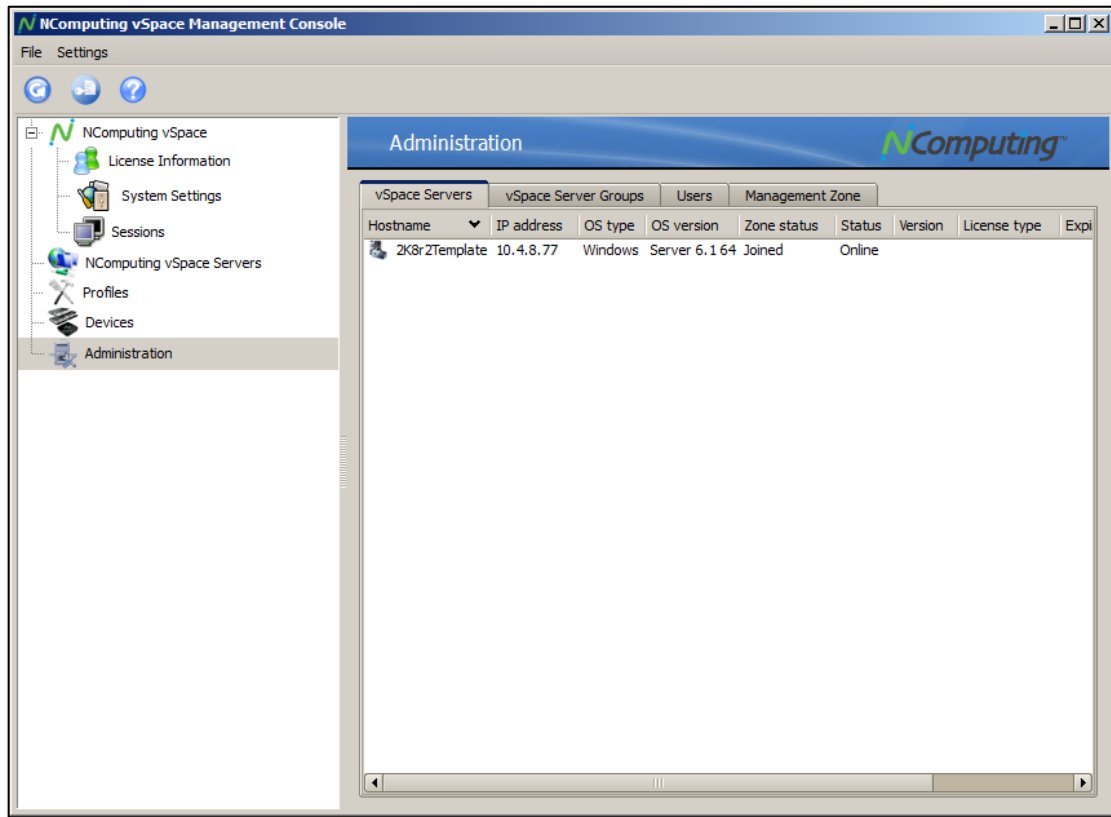 NComputing vSpace Management Console
File Settings
NComputing vSpace
License Information
System Settings
Sessions
NComputing vSpace Servers
Profiles
Devices
Administration
Administration
NComputing™
vSpace Servers vSpace Server Groups Users Management Zone
Hostname IP address OS type OS version Zone status Status Version License type Expi
2K8r2Template 10.4.8.77 Windows Server 6.1 64 Joined Online